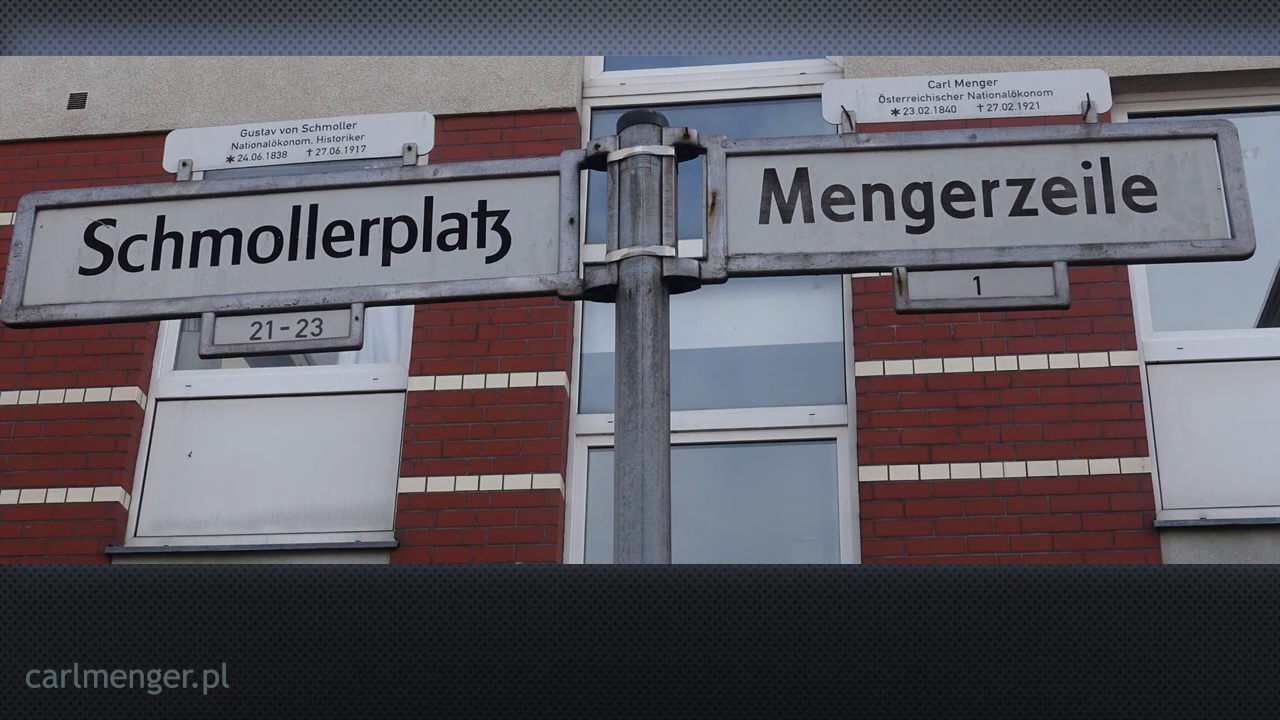 Gustav von Schmoller
Nationalökonom, Historiker
✱ 24.06.1838 † 27.06.1917
Schmollerplatz
21 - 23
Carl Menger
Österreichischer Nationalökonom
✱ 23.02.1840 † 27.02.1921
Mengerzeile
1
carlmenger.pl